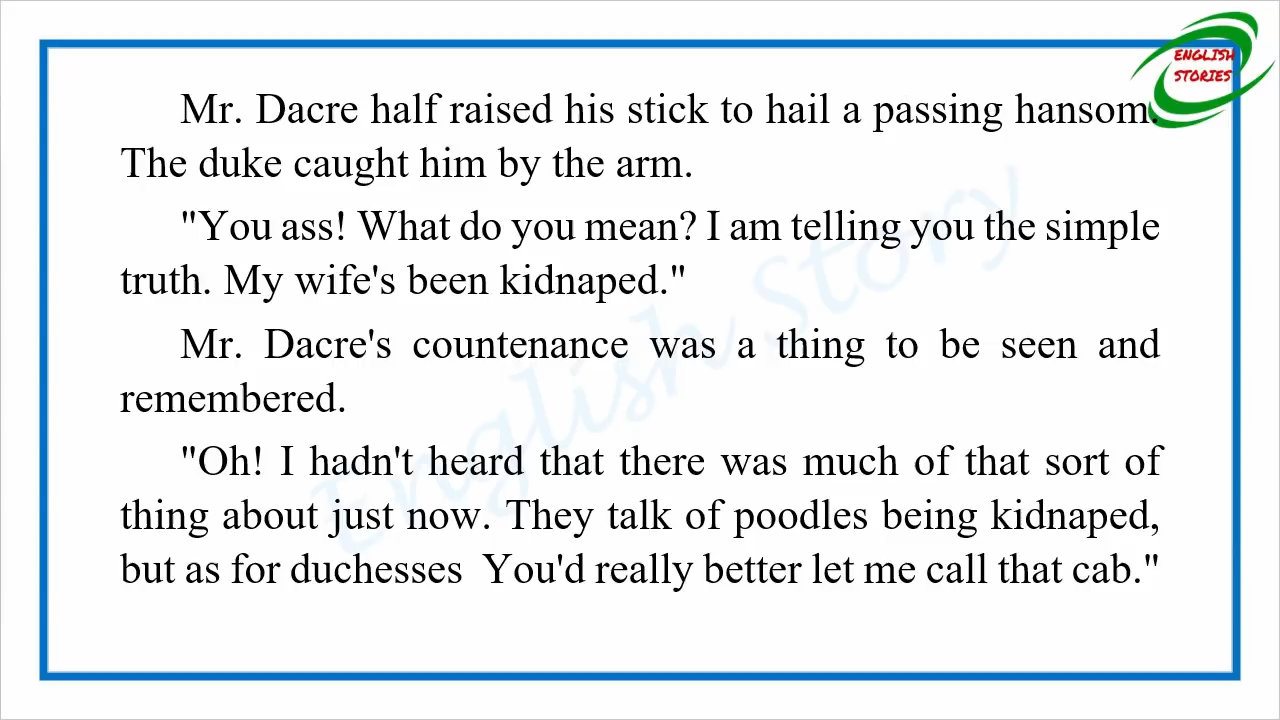 ENGLISH
STORIES
Mr. Dacre half raised his stick to hail a passing hansom.
The duke caught him by the arm.
"You ass! What do you mean? I am telling you the simple
truth. My wife's been kidnaped."
Mr. Dacre's countenance was a thing to be seen and
remembered.
"Oh! I hadn't heard that there was much of that sort of
thing about just now. They talk of poodles being kidnaped,
but as for duchesses  You'd really better let me call that cab."
English Story